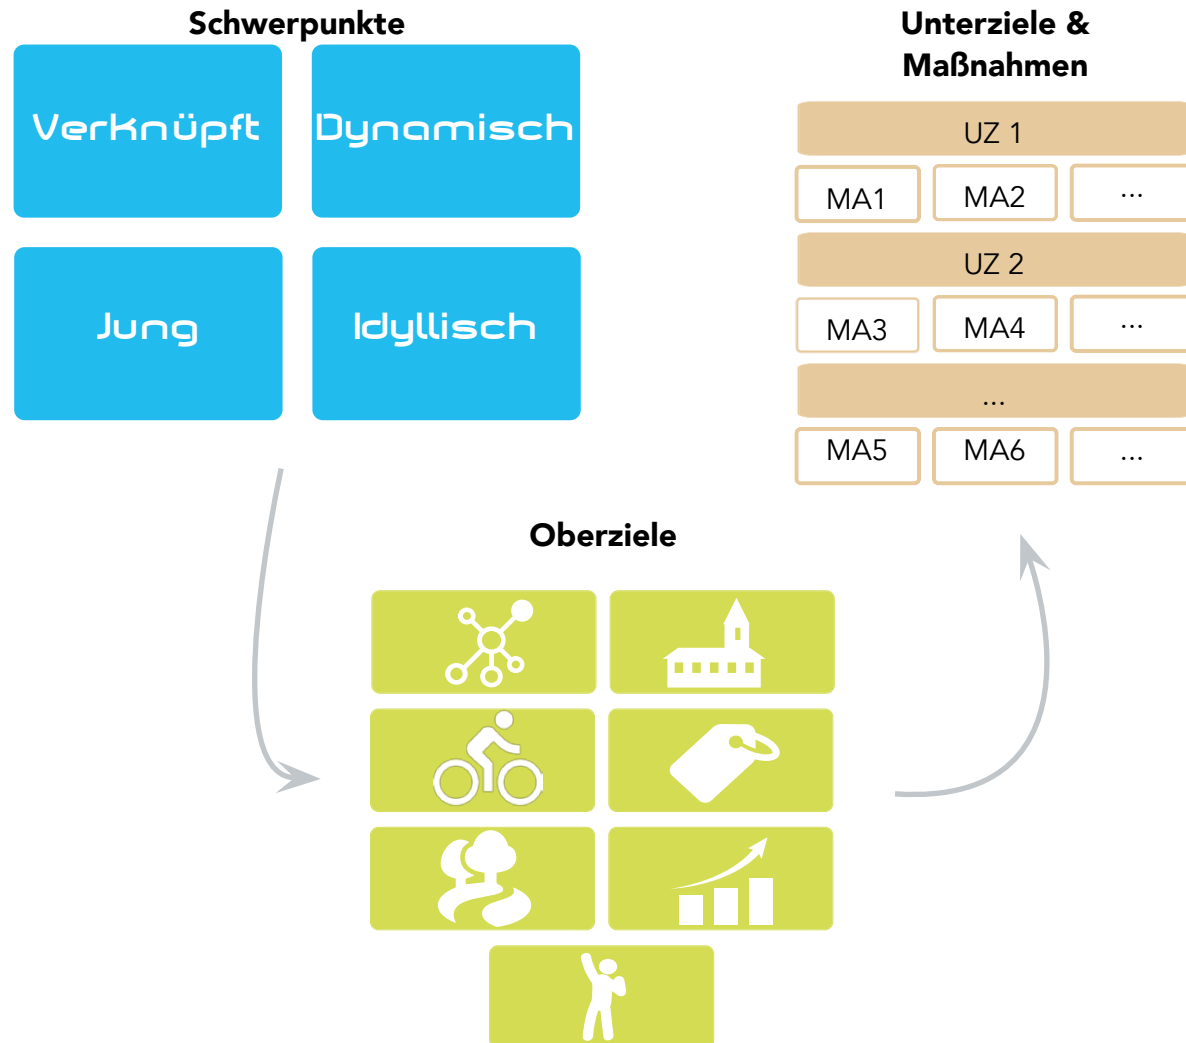 Schwerpunkte
Verknüpft
Dynamisch
Jung
Idyllisch
Unterziele &
Maßnahmen
UZ 1
MA1
MA2
...
UZ 2
MA3
MA4
...
...
MA5
MA6
...
Oberziele